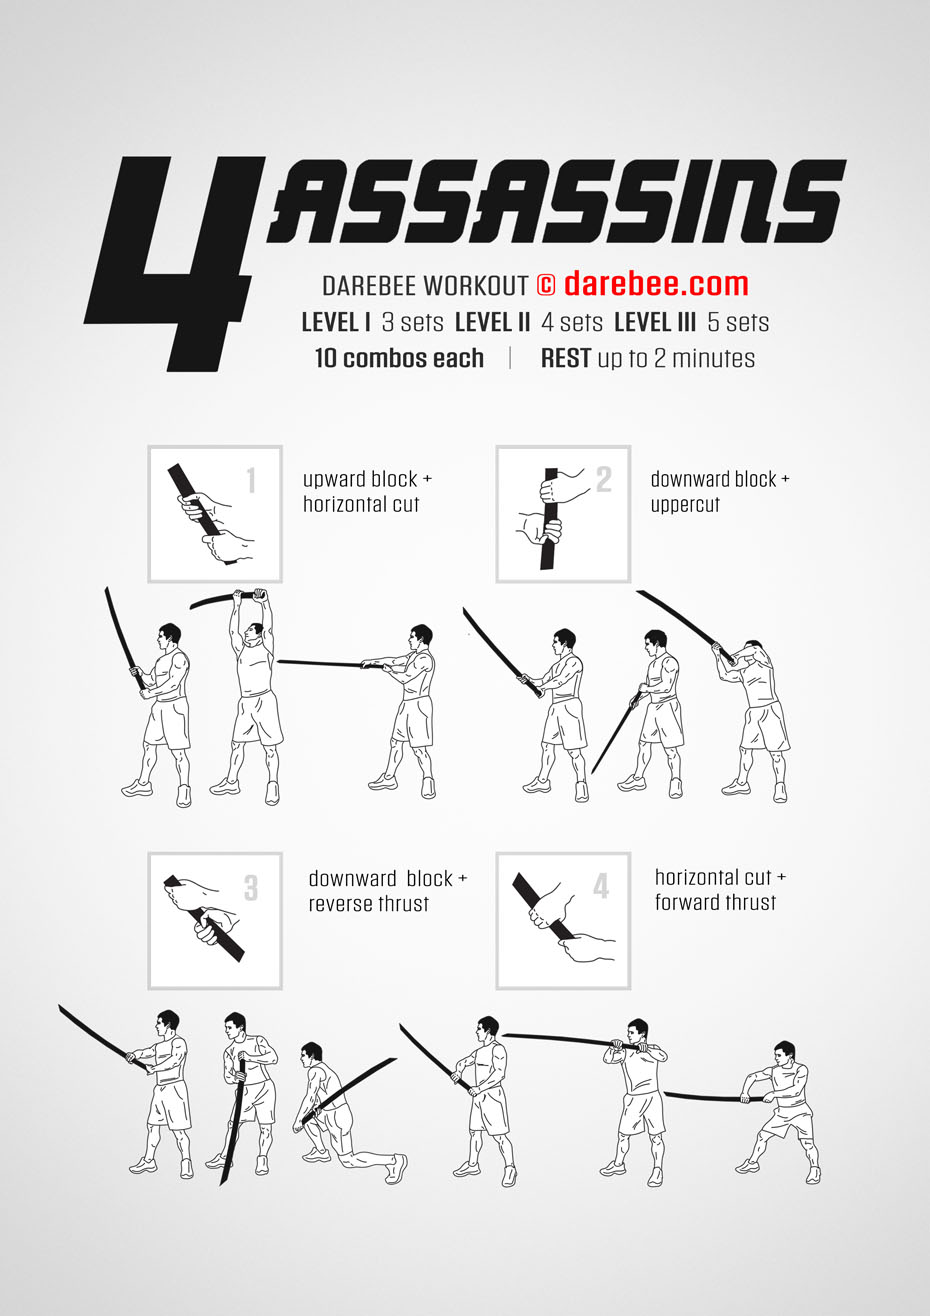 4 ASSASSINS
DAREBEE WORKOUT © darebee.com
LEVEL I 3 sets LEVEL II 4 sets LEVEL III 5 sets
10 combos each | REST up to 2 minutes
1
upward block +
horizontal cut
2
downward block +
uppercut
3
downward block +
reverse thrust
4
horizontal cut +
forward thrust